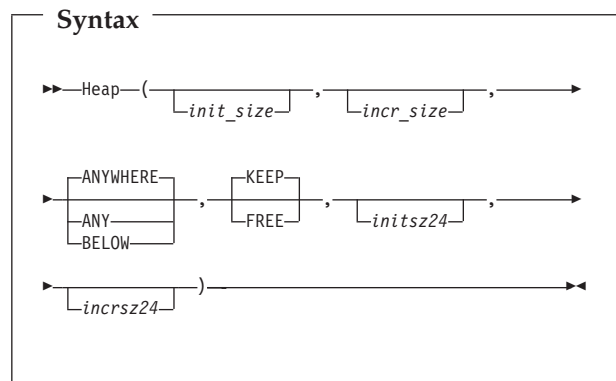 Syntax
►►—Heap—( init_size , incr_size , ►
► ANYWHERE , KEEP , initsz24 , ►
ANY FREE
BELOW
► incrsz24 ) ►◄